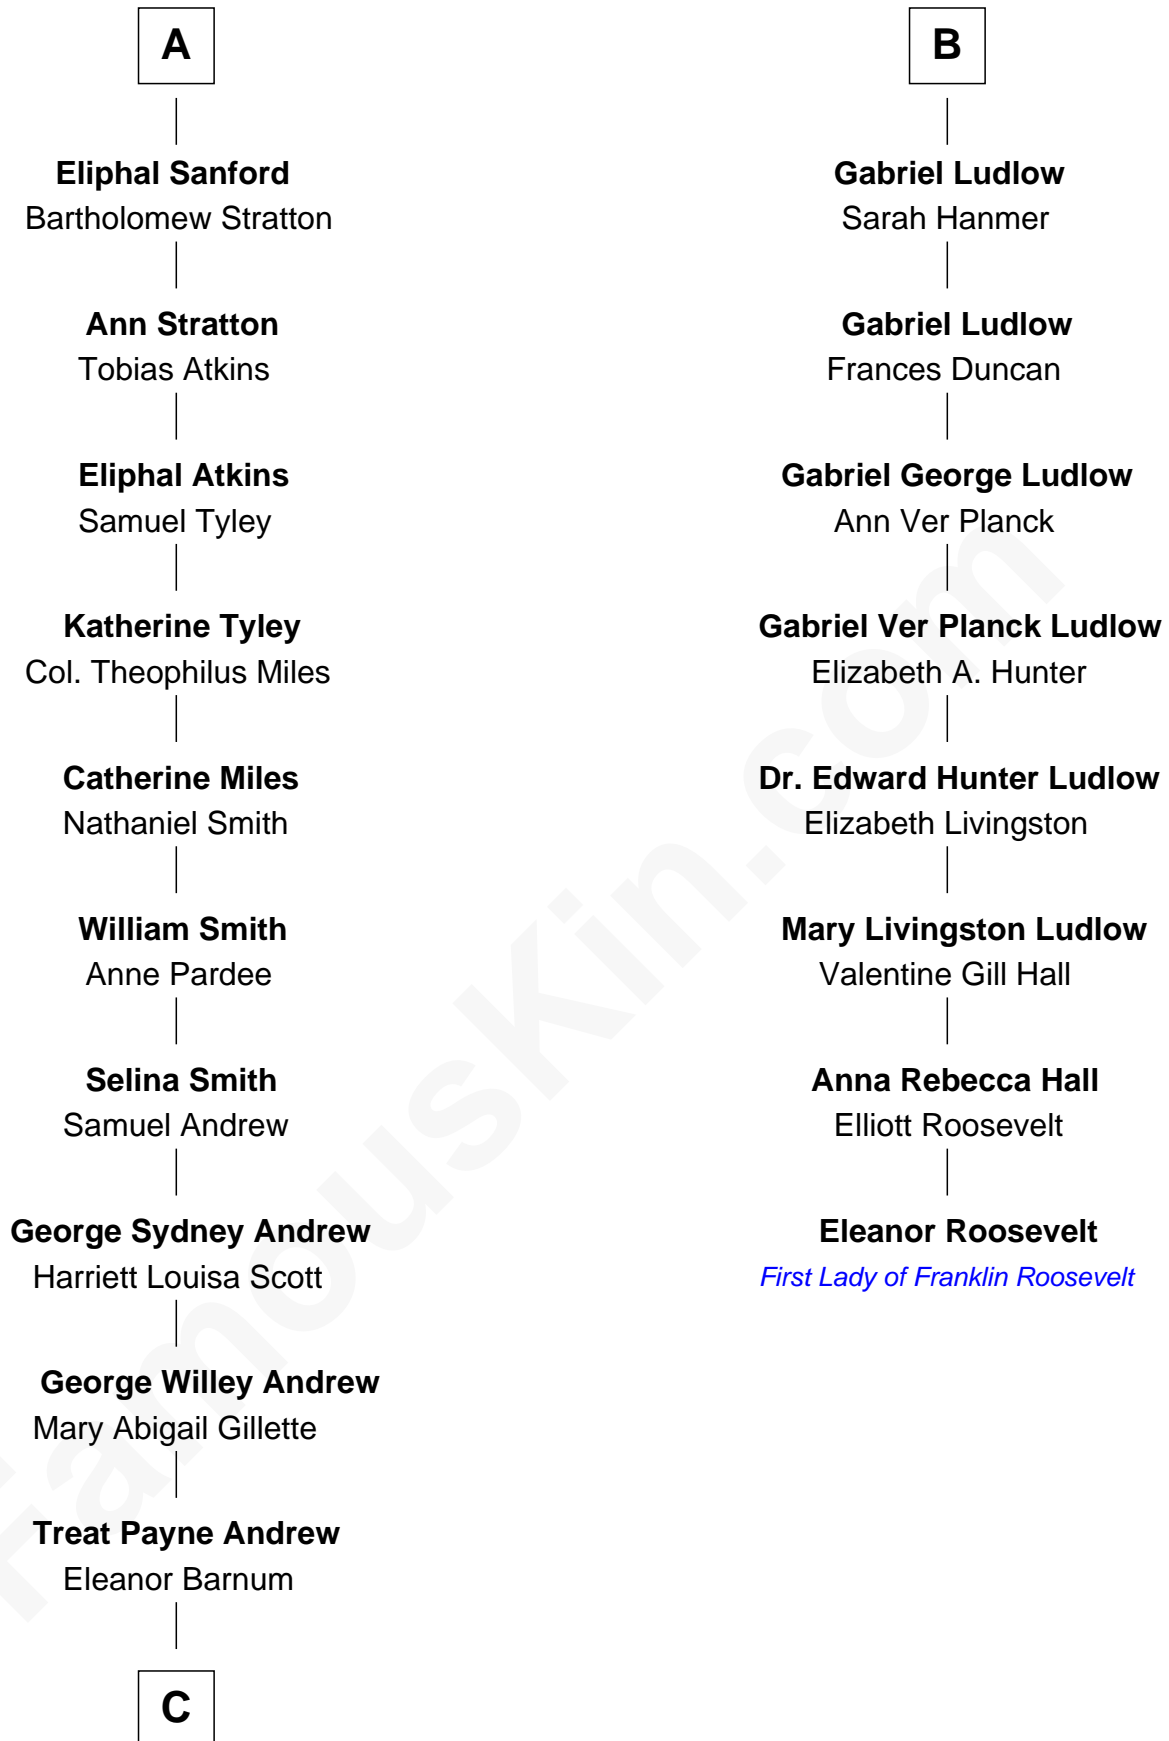 A
Eliphal Sanford
Bartholomew Stratton
Ann Stratton
Tobias Atkins
Eliphal Atkins
Samuel Tyley
Katherine Tyley
Col. Theophilus Miles
Catherine Miles
Nathaniel Smith
William Smith
Anne Pardee
Selina Smith
Samuel Andrew
George Sydney Andrew
Harriett Louisa Scott
George Willey Andrew
Mary Abigail Gillette
Treat Payne Andrew
Eleanor Barnum
C
B
Gabriel Ludlow
Sarah Hanmer
Gabriel Ludlow
Frances Duncan
Gabriel George Ludlow
Ann Ver Planck
Gabriel Ver Planck Ludlow
Elizabeth A. Hunter
Dr. Edward Hunter Ludlow
Elizabeth Livingston
Mary Livingston Ludlow
Valentine Gill Hall
Anna Rebecca Hall
Elliott Roosevelt
Eleanor Roosevelt
First Lady of Franklin Roosevelt
FamousKin.com